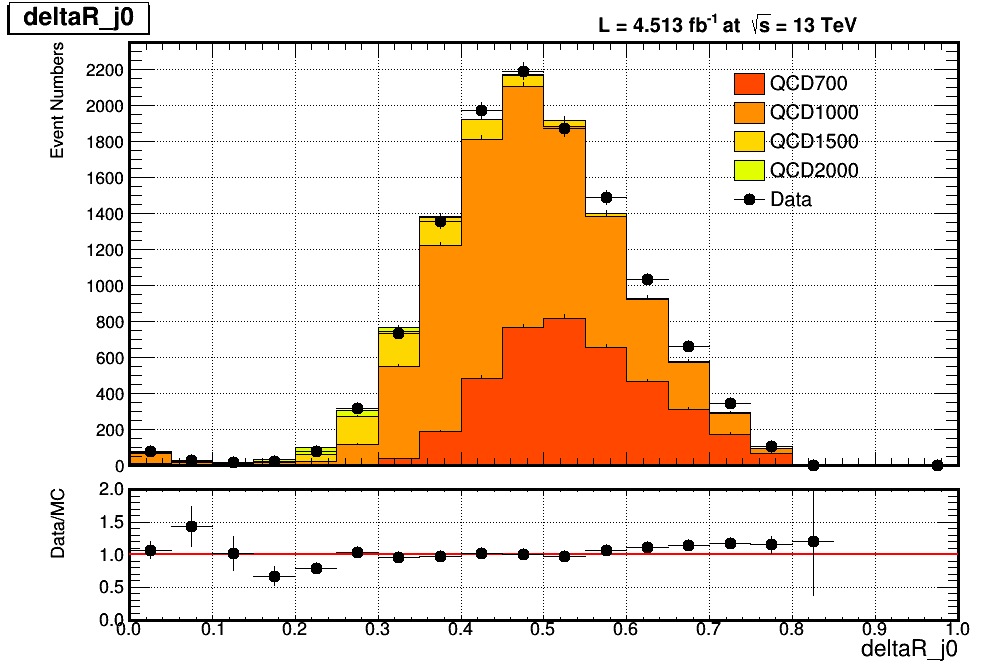 deltaR_j0
L = 4.513 fb⁻¹ at √s = 13 TeV
Event Numbers
2200
2000
1800
1600
1400
1200
1000
800
600
400
200
0
QCD700
QCD1000
QCD1500
QCD2000
Data
Data/MC
2.0
1.5
1.0
0.5
0.0
0.0 0.1 0.2 0.3 0.4 0.5 0.6 0.7 0.8 0.9 1.0
deltaR_j0